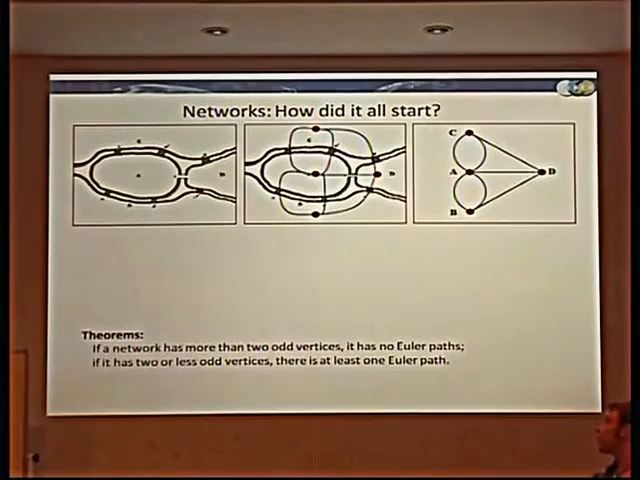 Networks: How did it all start?
C
A
D
B
Theorems:
If a network has more than two odd vertices, it has no Euler paths;
if it has two or less odd vertices, there is at least one Euler path.